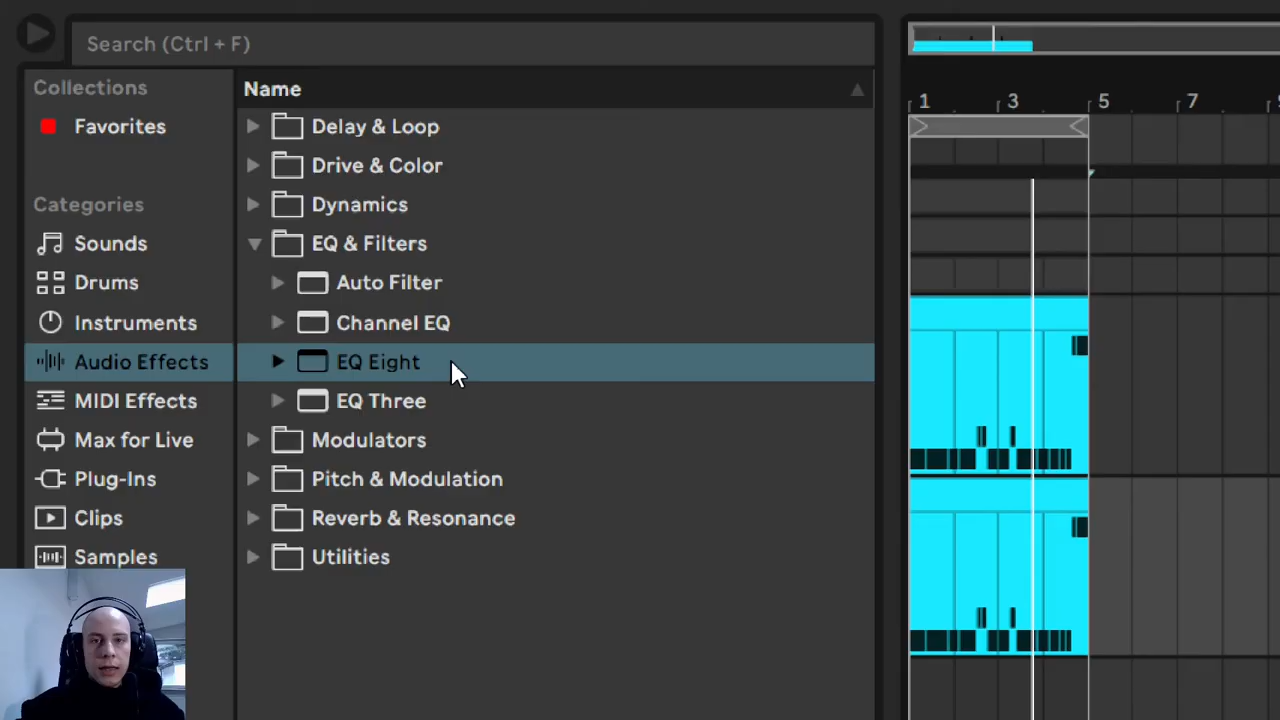 Search (Ctrl + F)
Collections
Favorites
Categories
Sounds
Drums
Instruments
Audio Effects
MIDI Effects
Max for Live
Plug-Ins
Clips
Samples
Name
Delay & Loop
Drive & Color
Dynamics
EQ & Filters
Auto Filter
Channel EQ
EQ Eight
EQ Three
Modulators
Pitch & Modulation
Reverb & Resonance
Utilities
1 3 5 7